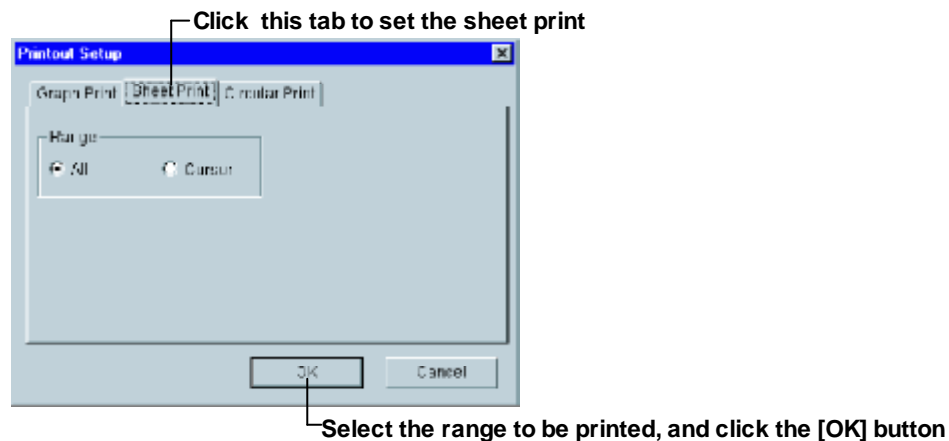 Click this tab to set the sheet print
Printout Setup
Graph Print Sheet Print Circular Print
Range
All Cursor
OK Cancel
Select the range to be printed, and click the [OK] button